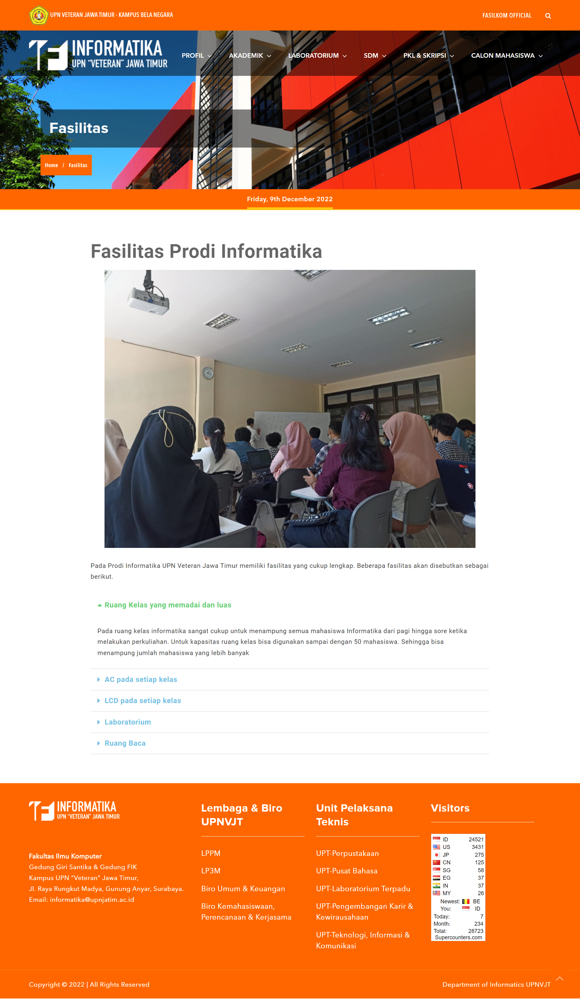 UPN VETERAN JAWA TIMUR - KAMPUS BELA NEGARA
FASILKOM OFFICIAL
INFORMATIKA
UPN “VETERAN” JAWA TIMUR
PROFIL
AKADEMIK
LABORATORIUM
SDM
PKL & SKRIPSI
CALON MAHASISWA
Fasilitas
Home / Fasilitas
Friday, 9th December 2022
Fasilitas Prodi Informatika
Pada Prodi Informatika UPN Veteran Jawa Timur memiliki fasilitas yang cukup lengkap. Beberapa fasilitas akan disebutkan sebagai
berikut.
Ruang Kelas yang memadai dan luas
Pada ruang kelas informatika sangat cukup untuk menampung semua mahasiswa Informatika dari pagi hingga sore ketika
melakukan perkuliahan. Untuk kapasitas ruang kelas bisa digunakan sampai dengan 50 mahasiswa. Sehingga bisa
menampung jumlah mahasiswa yang lebih banyak
AC pada setiap kelas
LCD pada setiap kelas
Laboratorium
Ruang Baca
INFORMATIKA
UPN “VETERAN” JAWA TIMUR
Fakultas Ilmu Komputer
Gedung Giri Santika & Gedung FIK
Kampus UPN “Veteran” Jawa Timur,
Jl. Raya Rungkut Madya, Gunung Anyar, Surabaya.
Email: informatika@upnjatim.ac.id
Lembaga & Biro
UPNVJT
LPPM
LP3M
Biro Umum & Keuangan
Biro Kemahasiswaan,
Perencanaan & Kerjasama
Unit Pelaksana
Teknis
UPT-Perpustakaan
UPT-Pusat Bahasa
UPT-Laboratorium Terpadu
UPT-Pengembangan Karir &
Kewirausahaan
UPT-Teknologi, Informasi &
Komunikasi
Visitors
ID 24521
US 3431
JP 275
CN 125
SG 58
EG 37
IN 37
MY 26
Newest: BE
You: ID
Today: 7
Month: 234
Total: 28723
Supercounters.com
Copyright © 2022 | All Rights Reserved
Department of Informatics UPNVJT